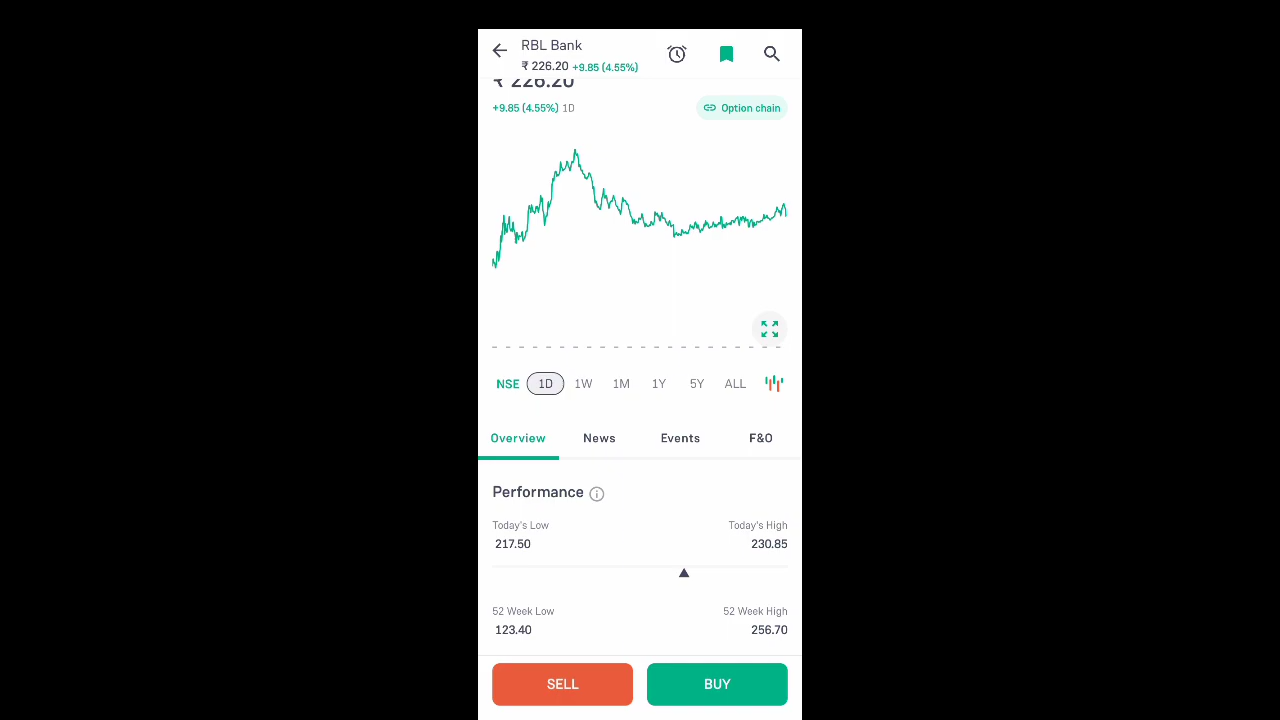 RBL Bank
₹ 226.20 +9.85 (4.55%)
₹ 226.20
+9.85 (4.55%) 1D
Option chain
NSE 1D 1W 1M 1Y 5Y ALL
Overview News Events F&O
Performance
Today's Low Today's High
217.50 230.85
52 Week Low 52 Week High
123.40 256.70
SELL BUY